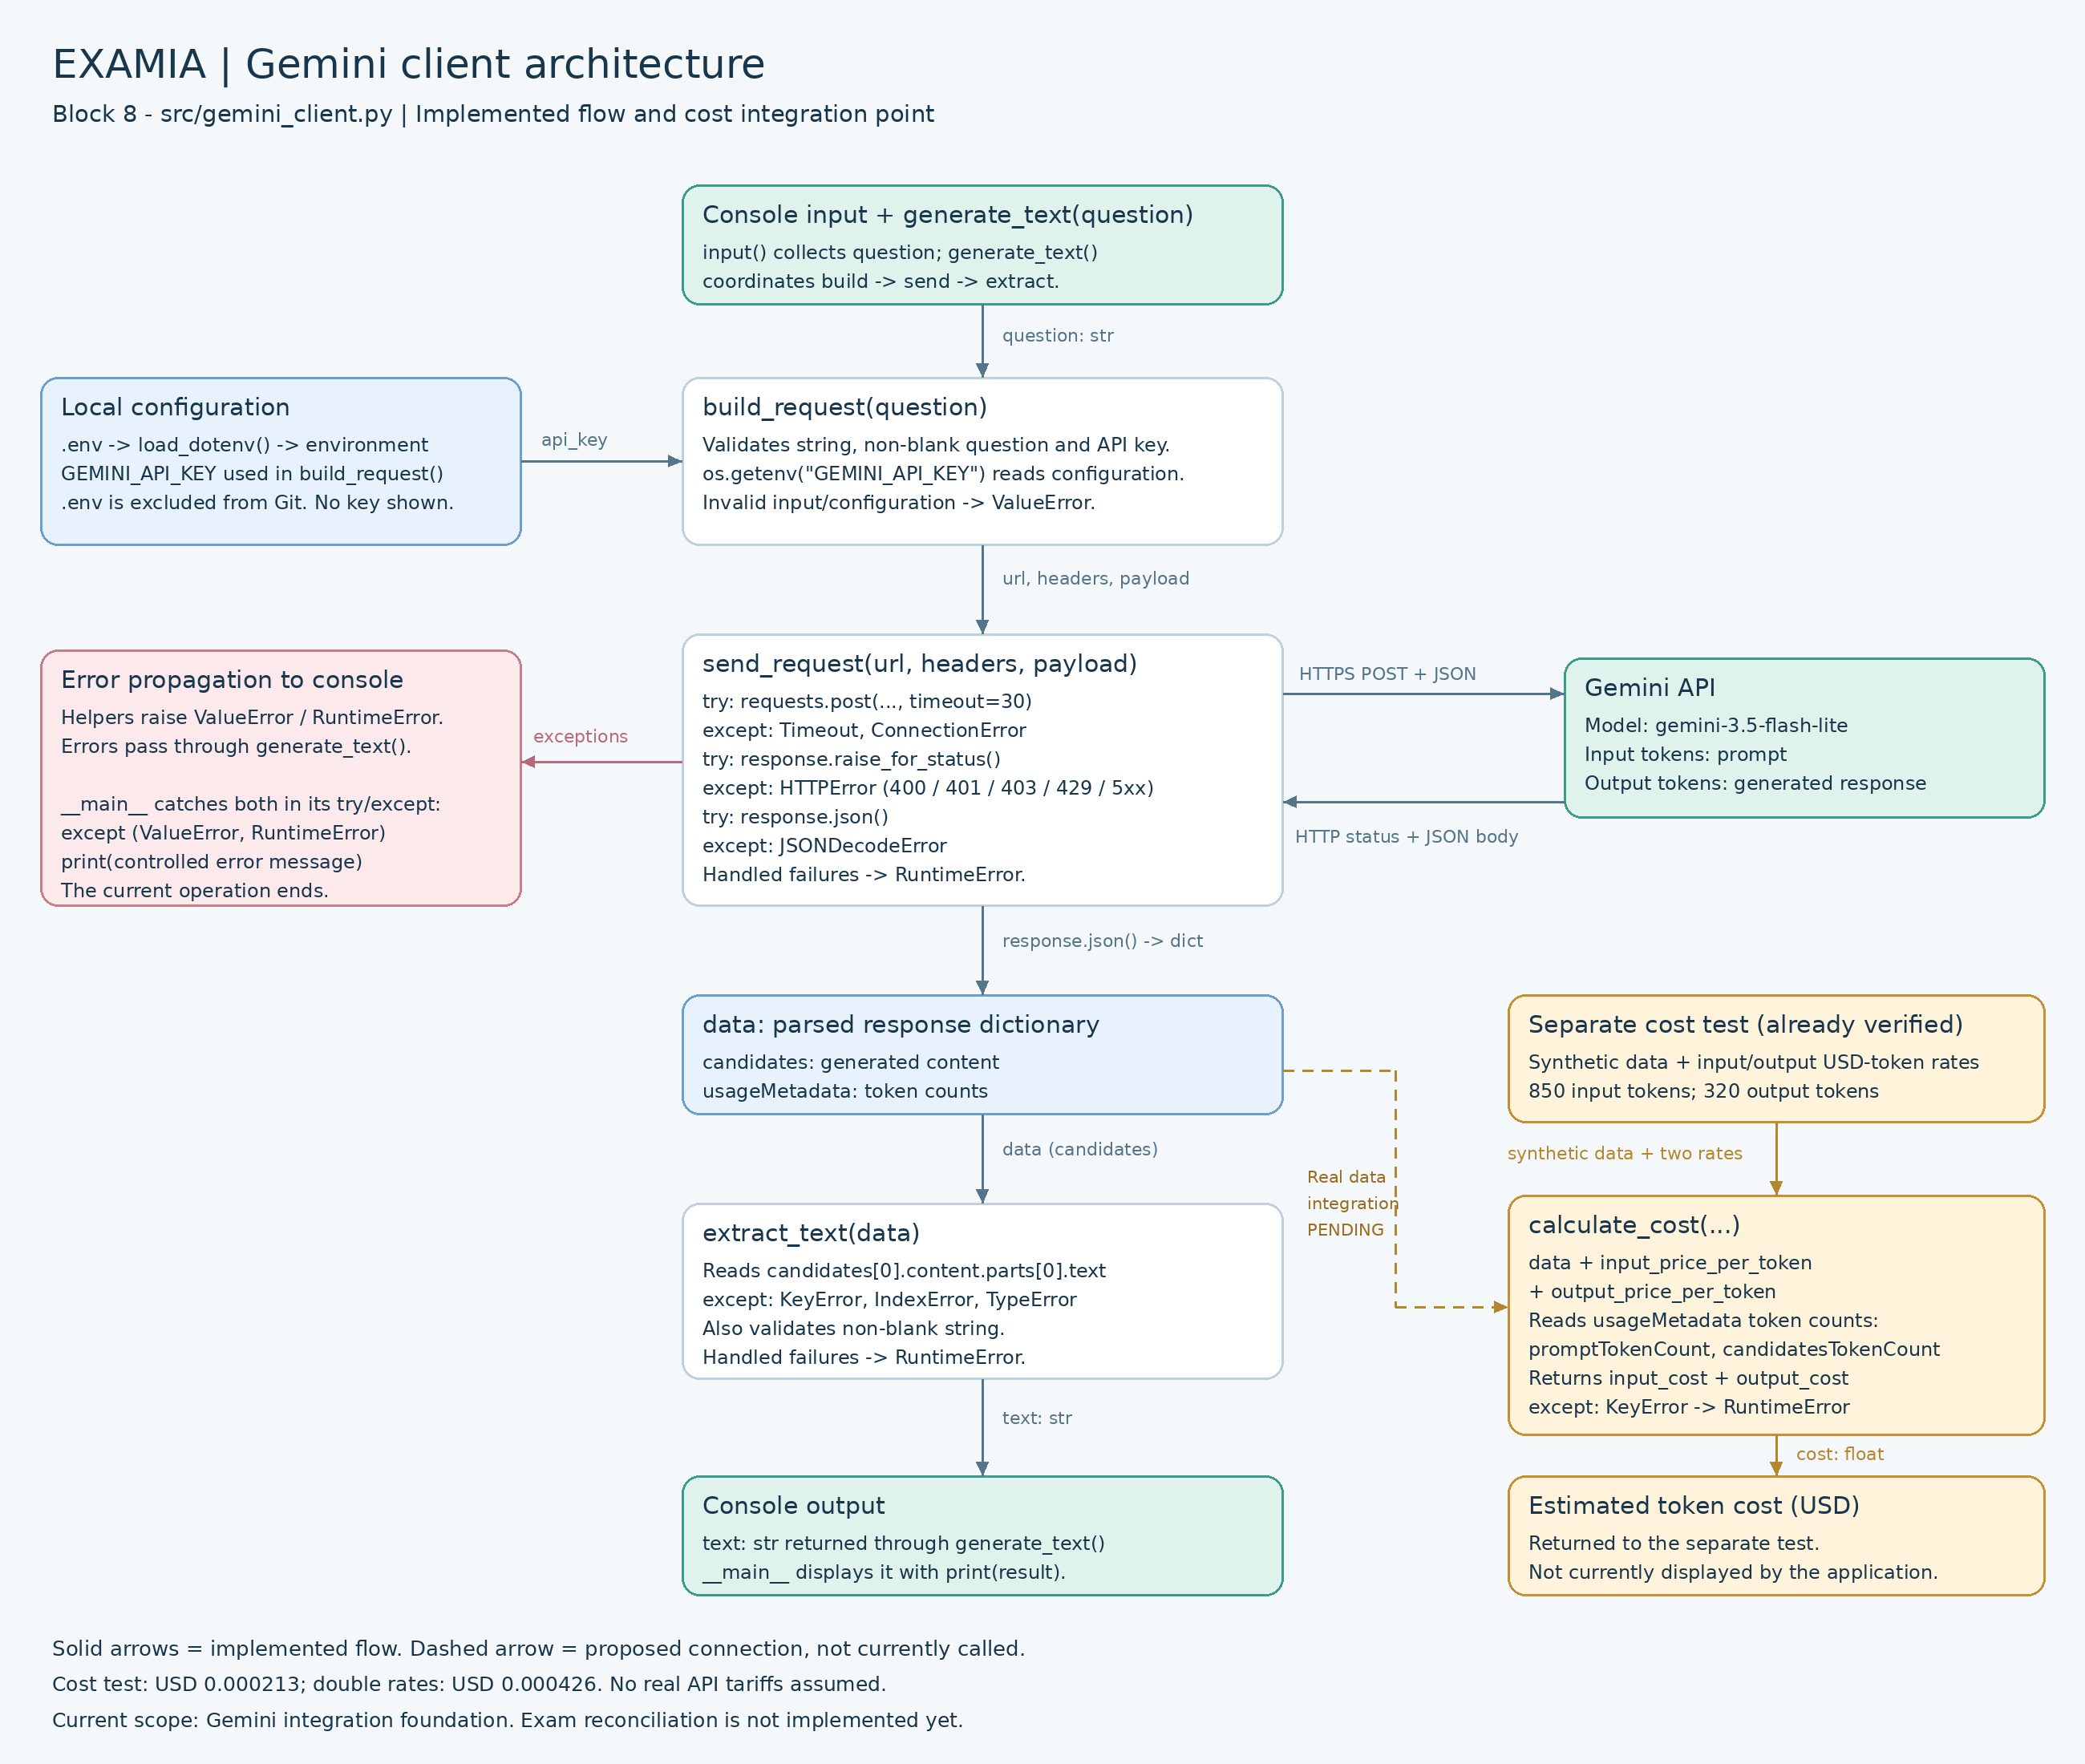 EXAMIA | Gemini client architecture
Block 8 - src/gemini_client.py | Implemented flow and cost integration point
Console input + generate_text(question)
input() collects question; generate_text()
coordinates build -> send -> extract.
question: str
Local configuration
.env -> load_dotenv() -> environment
GEMINI_API_KEY used in build_request()
.env is excluded from Git. No key shown.
api_key
build_request(question)
Validates string, non-blank question and API key.
os.getenv("GEMINI_API_KEY") reads configuration.
Invalid input/configuration -> ValueError.
url, headers, payload
Error propagation to console
Helpers raise ValueError / RuntimeError.
Errors pass through generate_text().
__main__ catches both in its try/except:
except (ValueError, RuntimeError)
print(controlled error message)
The current operation ends.
exceptions
send_request(url, headers, payload)
try: requests.post(..., timeout=30)
except: Timeout, ConnectionError
try: response.raise_for_status()
except: HTTPError (400 / 401 / 403 / 429 / 5xx)
try: response.json()
except: JSONDecodeError
Handled failures -> RuntimeError.
HTTPS POST + JSON
HTTP status + JSON body
Gemini API
Model: gemini-3.5-flash-lite
Input tokens: prompt
Output tokens: generated response
response.json() -> dict
data: parsed response dictionary
candidates: generated content
usageMetadata: token counts
Separate cost test (already verified)
Synthetic data + input/output USD-token rates
850 input tokens; 320 output tokens
data (candidates)
synthetic data + two rates
Real data
integration
PENDING
extract_text(data)
Reads candidates[0].content.parts[0].text
except: KeyError, IndexError, TypeError
Also validates non-blank string.
Handled failures -> RuntimeError.
calculate_cost(...)
data + input_price_per_token
+ output_price_per_token
Reads usageMetadata token counts:
promptTokenCount, candidatesTokenCount
Returns input_cost + output_cost
except: KeyError -> RuntimeError
text: str
cost: float
Console output
text: str returned through generate_text()
__main__ displays it with print(result).
Estimated token cost (USD)
Returned to the separate test.
Not currently displayed by the application.
Solid arrows = implemented flow. Dashed arrow = proposed connection, not currently called.
Cost test: USD 0.000213; double rates: USD 0.000426. No real API tariffs assumed.
Current scope: Gemini integration foundation. Exam reconciliation is not implemented yet.